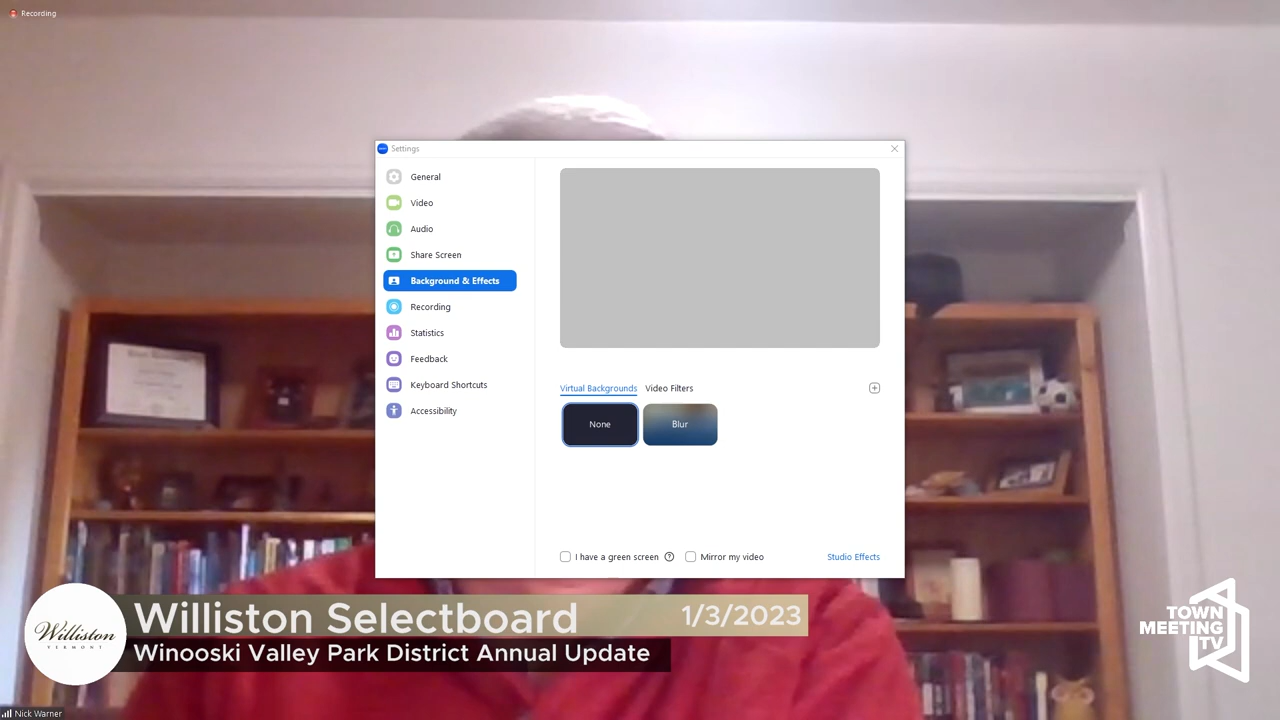 Recording
Settings
General
Video
Audio
Share Screen
Background & Effects
Recording
Statistics
Feedback
Keyboard Shortcuts
Accessibility
Virtual Backgrounds Video Filters
None
Blur
I have a green screen
Mirror my video
Studio Effects
Williston Selectboard 1/3/2023
Winooski Valley Park District Annual Update
Williston
VERMONT
TOWN
MEETING
TV
Nick Warner